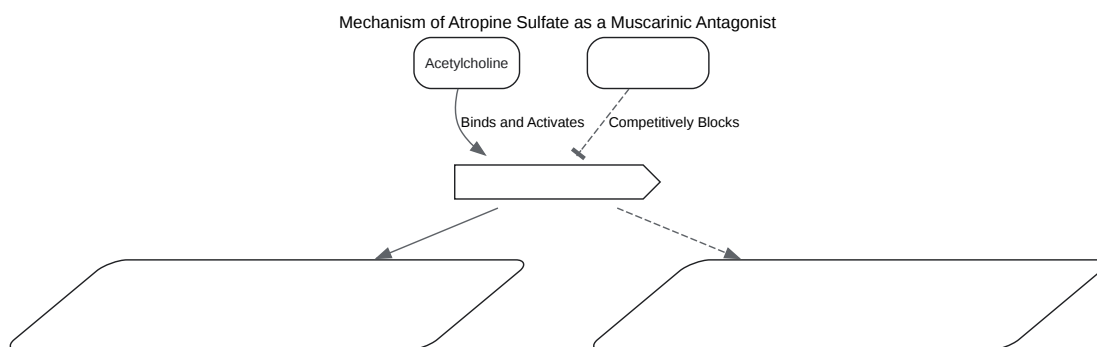 Mechanism of Atropine Sulfate as a Muscarinic Antagonist
Acetylcholine
Binds and Activates
Competitively Blocks